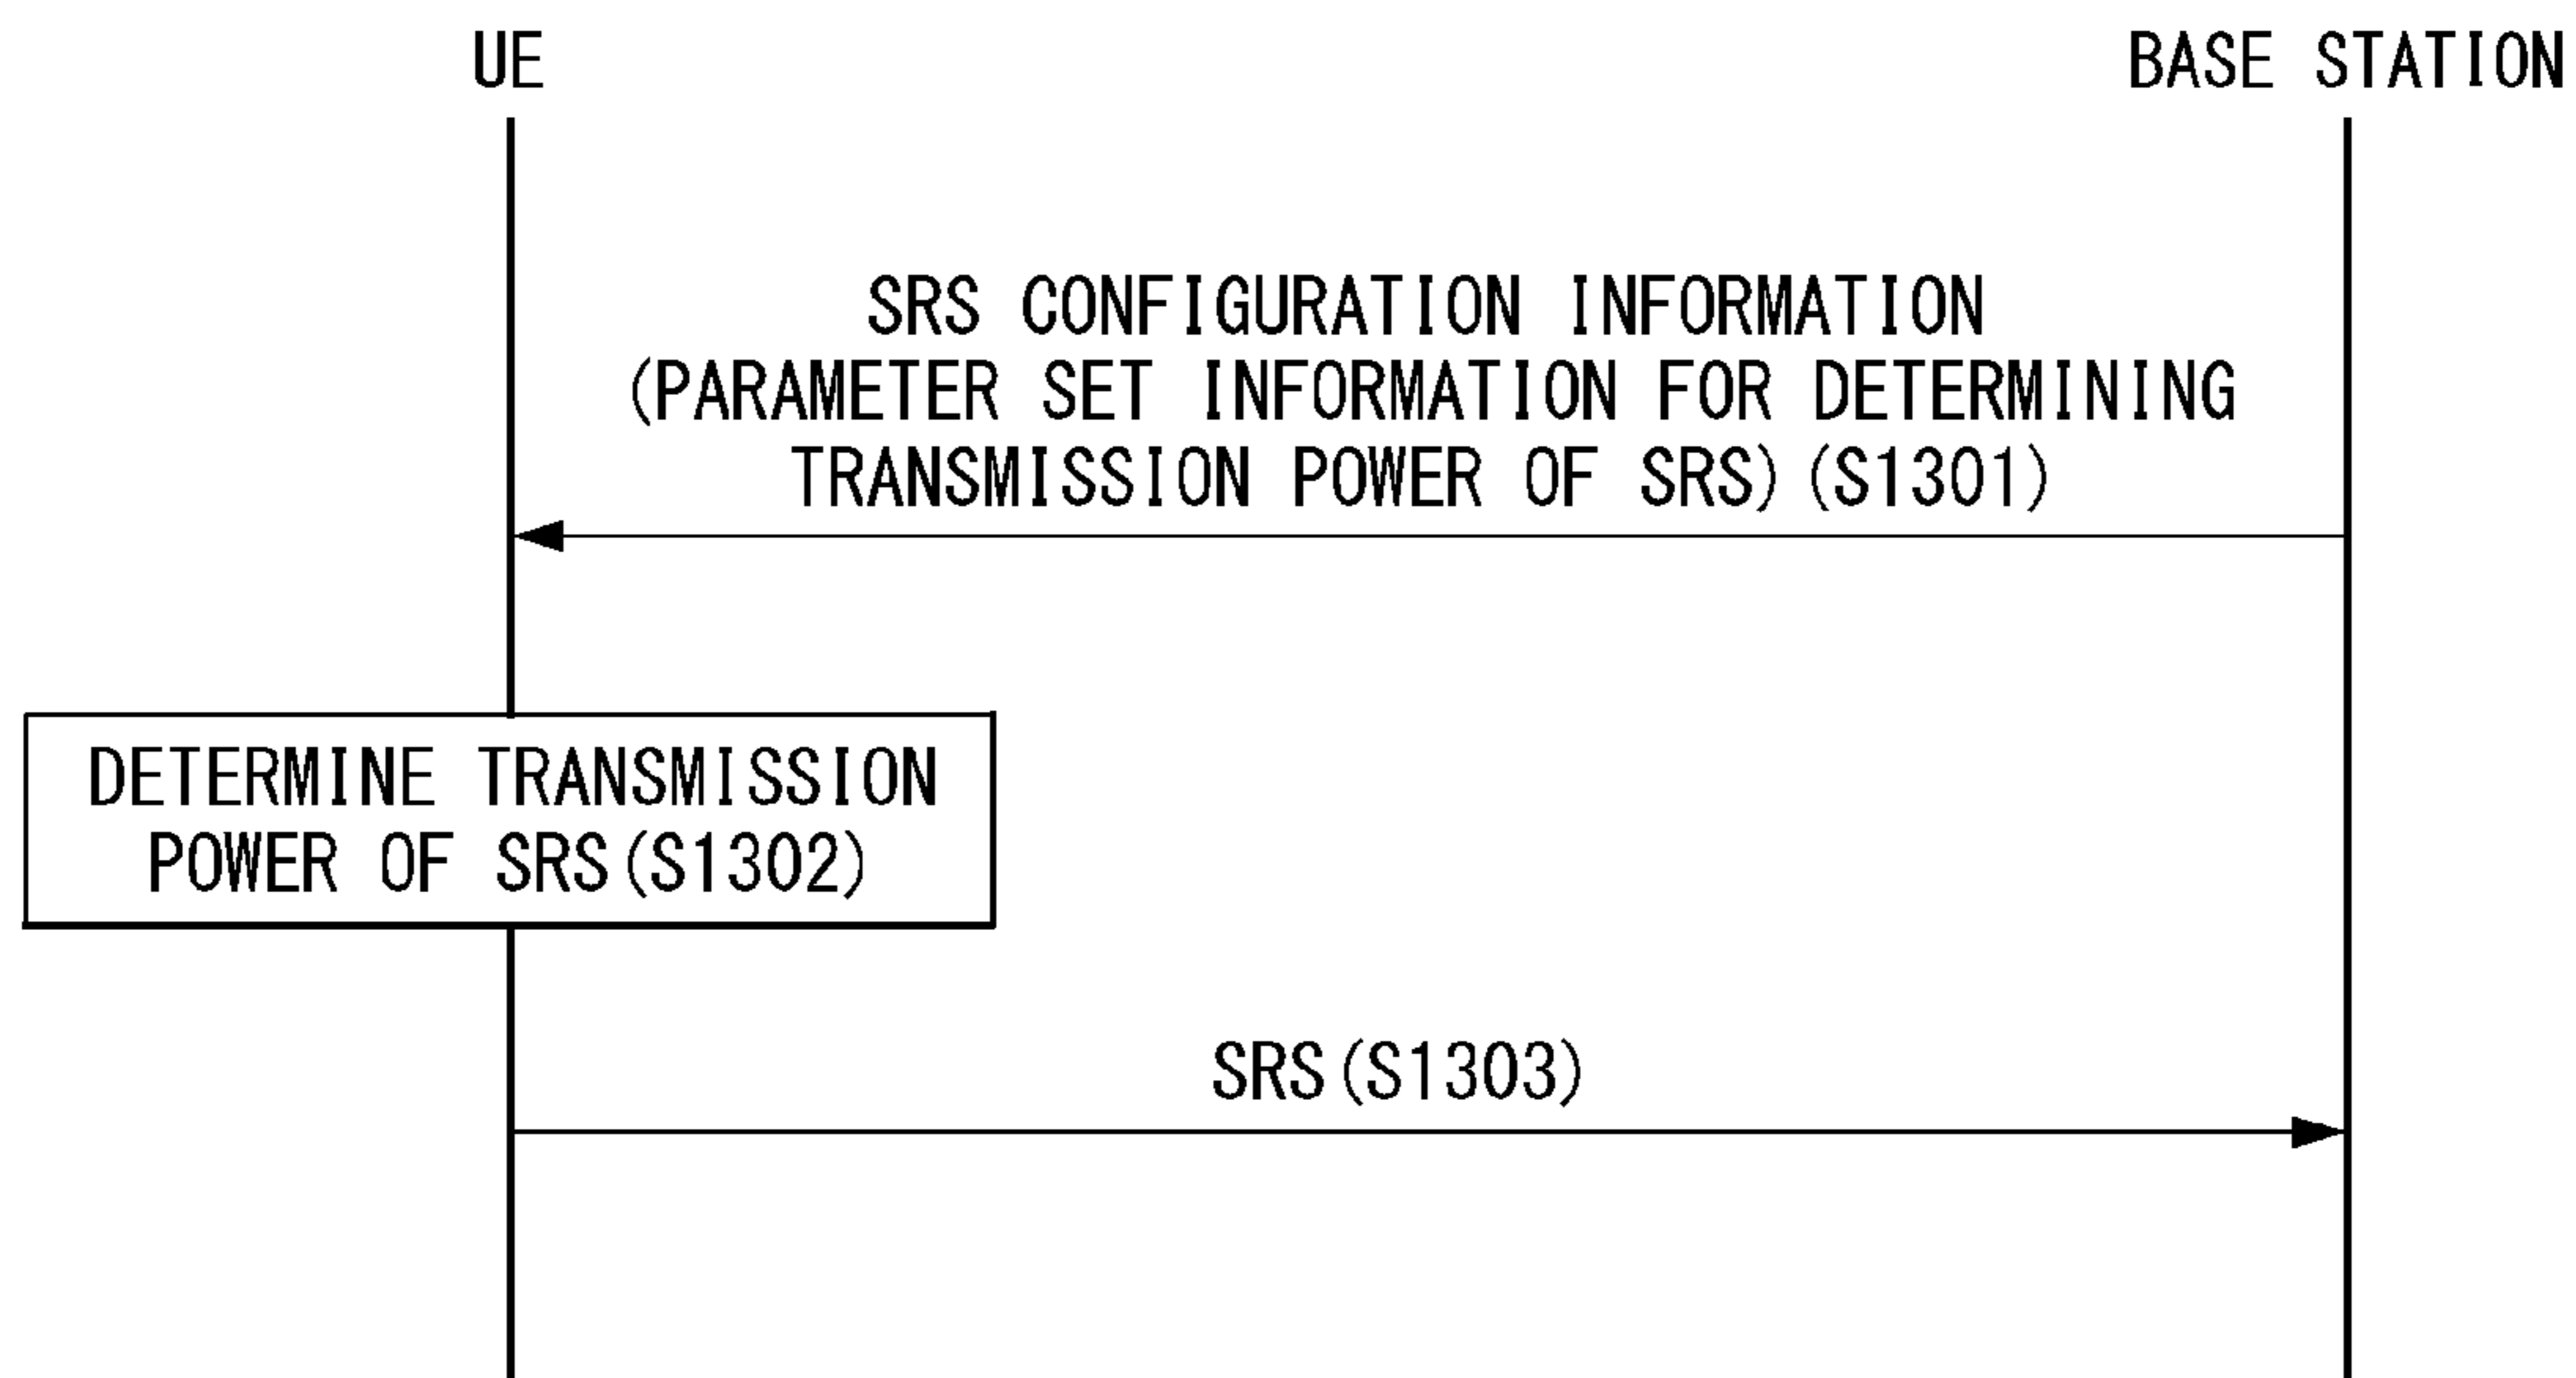 UE
BASE STATION
SRS CONFIGURATION INFORMATION
(PARAMETER SET INFORMATION FOR DETERMINING
TRANSMISSION POWER OF SRS)(S1301)
DETERMINE TRANSMISSION
POWER OF SRS(S1302)
SRS(S1303)